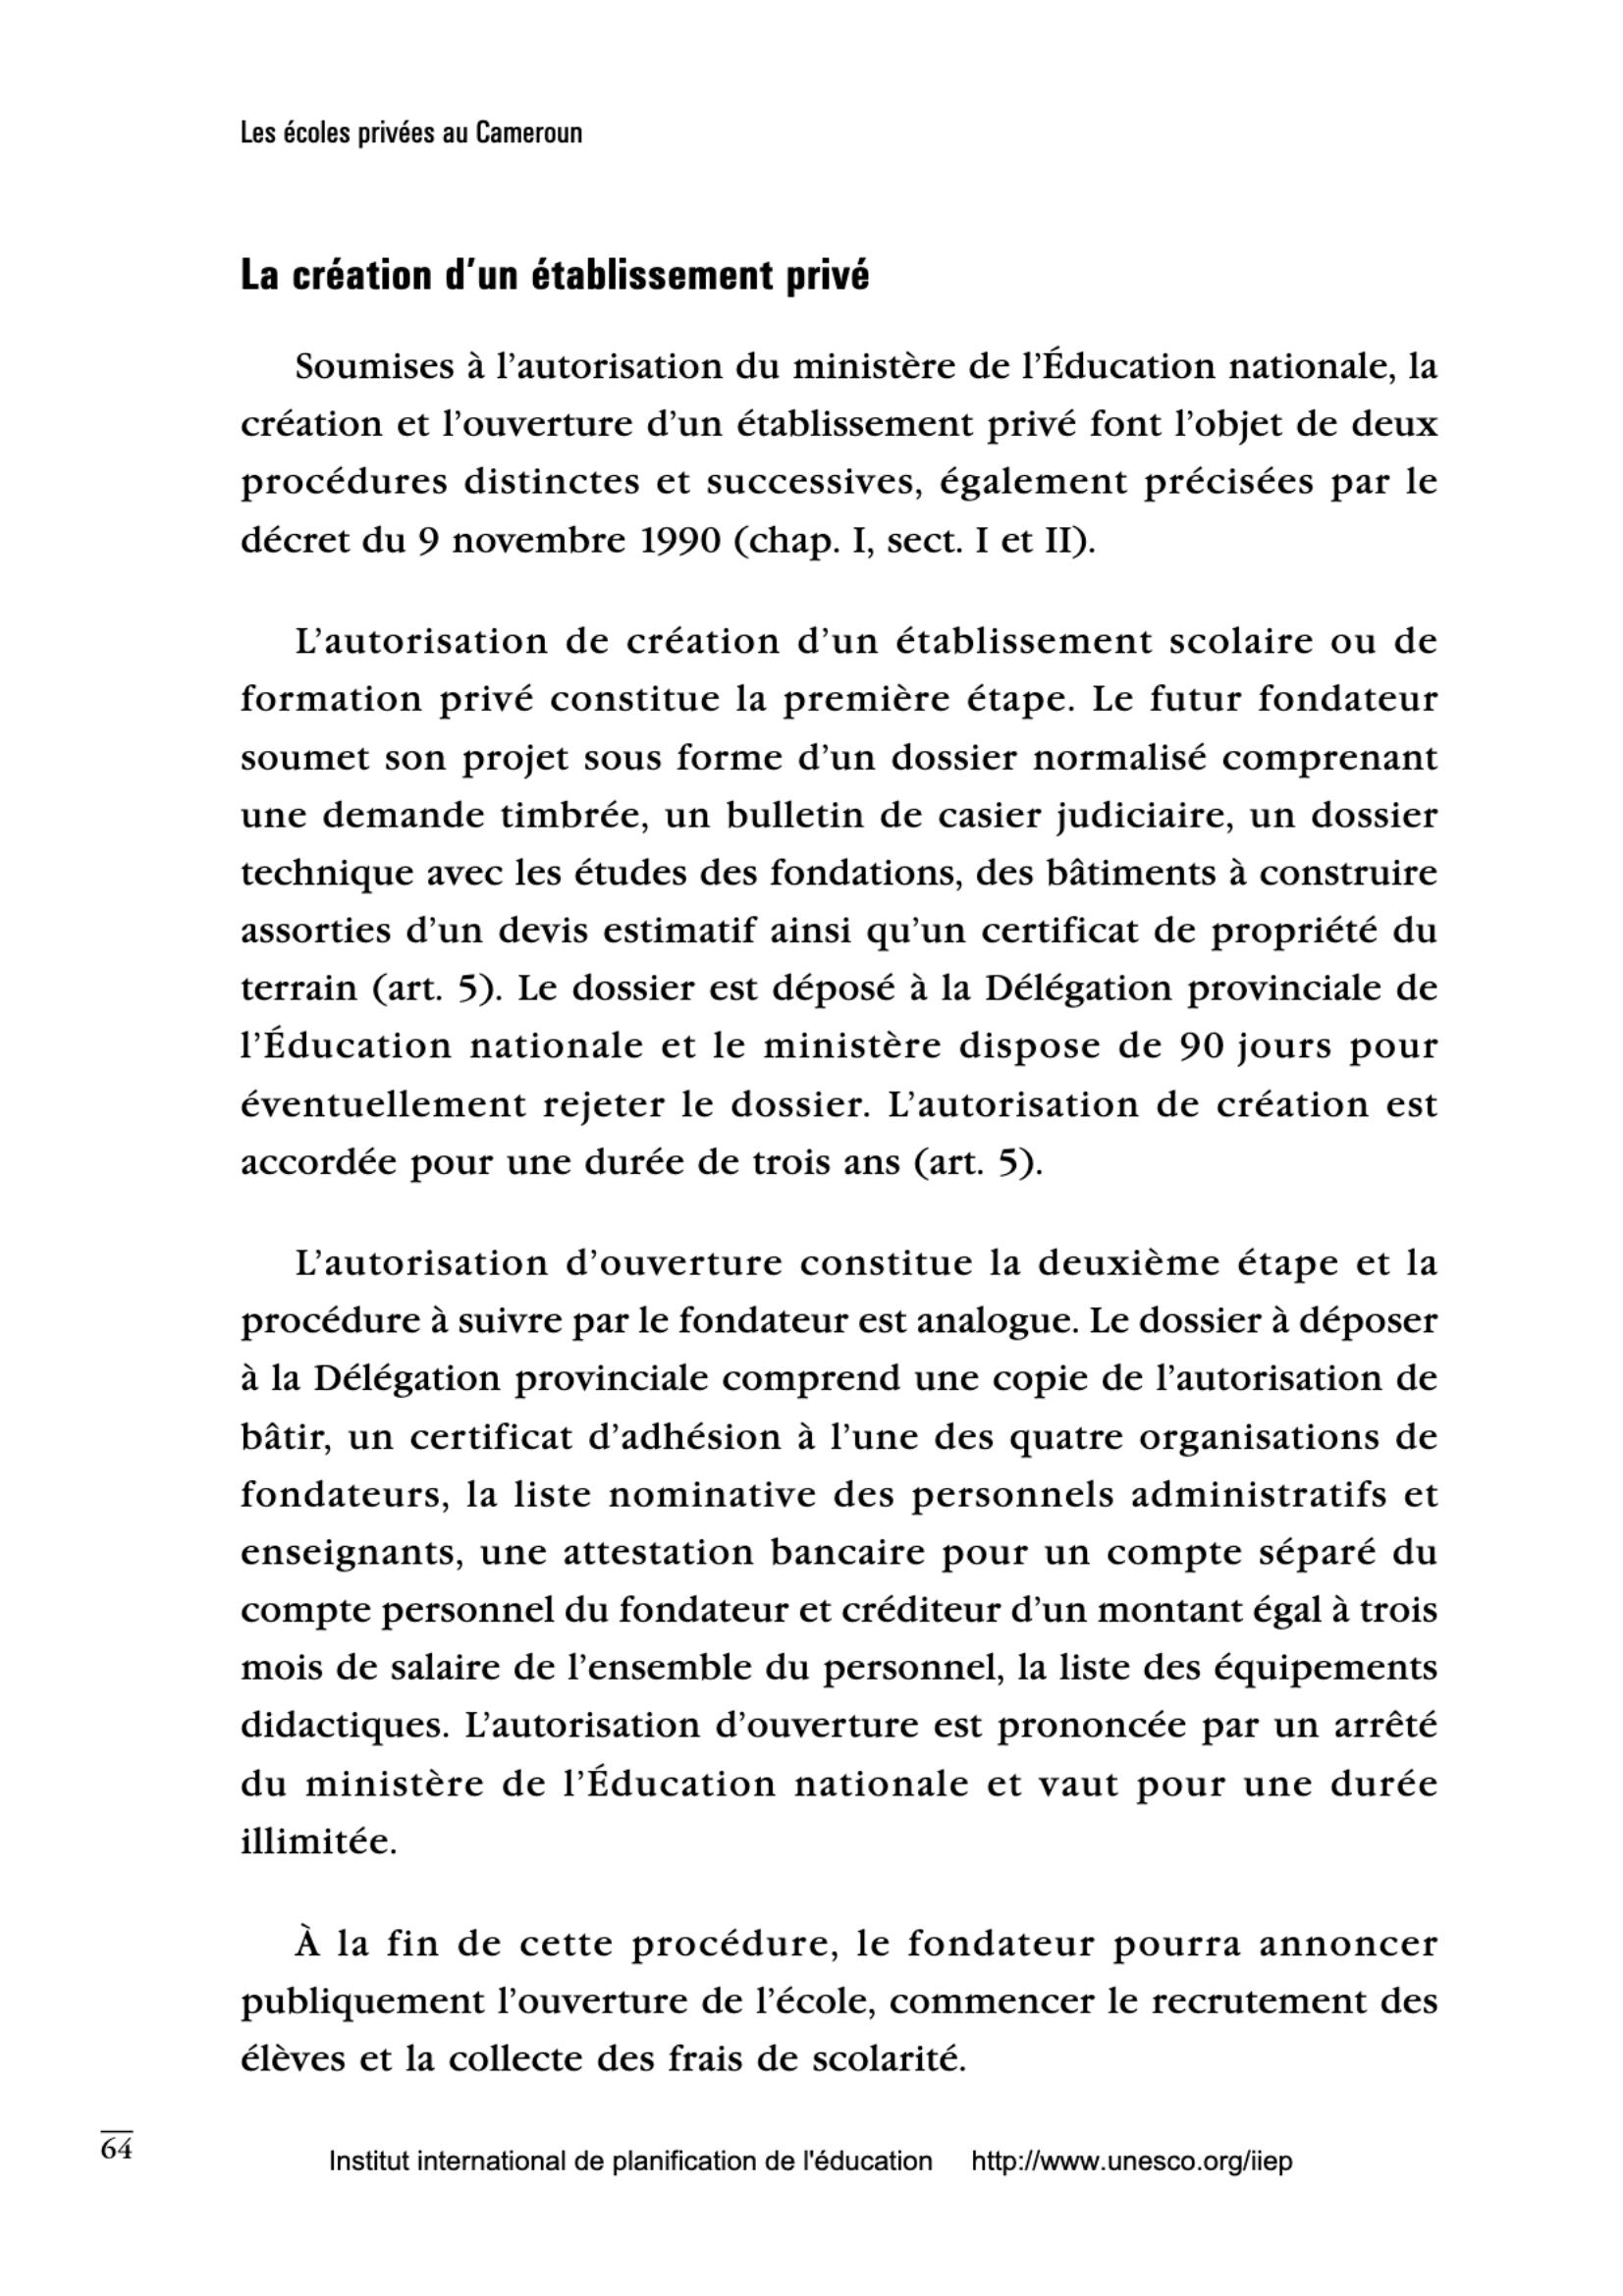 Les écoles privées au Cameroun
La création d’un établissement privé
Soumises à l’autorisation du ministère de l’Éducation nationale, la
création et l’ouverture d’un établissement privé font l’objet de deux
procédures distinctes et successives, également précisées par le
décret du 9 novembre 1990 (chap. I, sect. I et II).
L’autorisation de création d’un établissement scolaire ou de
formation privé constitue la première étape. Le futur fondateur
soumet son projet sous forme d’un dossier normalisé comprenant
une demande timbrée, un bulletin de casier judiciaire, un dossier
technique avec les études des fondations, des bâtiments à construire
assorties d’un devis estimatif ainsi qu’un certificat de propriété du
terrain (art. 5). Le dossier est déposé à la Délégation provinciale de
l’Éducation nationale et le ministère dispose de 90 jours pour
éventuellement rejeter le dossier. L’autorisation de création est
accordée pour une durée de trois ans (art. 5).
L’autorisation d’ouverture constitue la deuxième étape et la
procédure à suivre par le fondateur est analogue. Le dossier à déposer
à la Délégation provinciale comprend une copie de l’autorisation de
bâtir, un certificat d’adhésion à l’une des quatre organisations de
fondateurs, la liste nominative des personnels administratifs et
enseignants, une attestation bancaire pour un compte séparé du
compte personnel du fondateur et créditeur d’un montant égal à trois
mois de salaire de l’ensemble du personnel, la liste des équipements
didactiques. L’autorisation d’ouverture est prononcée par un arrêté
du ministère de l’Éducation nationale et vaut pour une durée
illimitée.
À la fin de cette procédure, le fondateur pourra annoncer
publiquement l’ouverture de l’école, commencer le recrutement des
élèves et la collecte des frais de scolarité.
64
Institut international de planification de l'éducation http://www.unesco.org/iiep